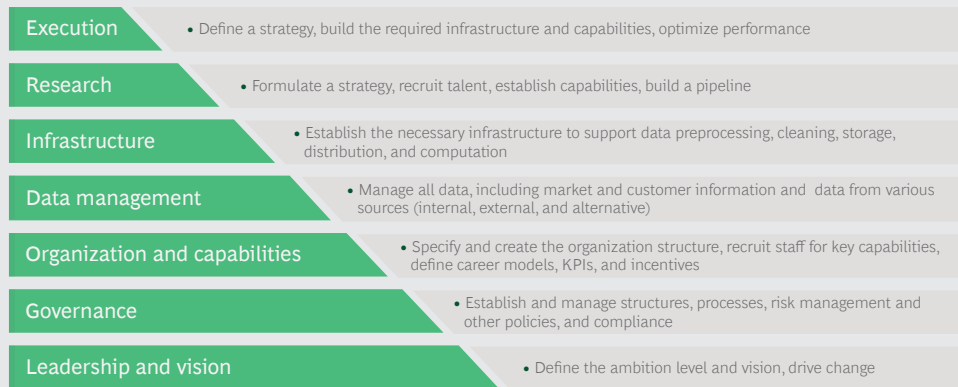 Execution
• Define a strategy, build the required infrastructure and capabilities, optimize performance
Research
• Formulate a strategy, recruit talent, establish capabilities, build a pipeline
Infrastructure
• Establish the necessary infrastructure to support data preprocessing, cleaning, storage,
distribution, and computation
Data management
• Manage all data, including market and customer information and data from various
sources (internal, external, and alternative)
Organization and capabilities
• Specify and create the organization structure, recruit staff for key capabilities,
define career models, KPIs, and incentives
Governance
• Establish and manage structures, processes, risk management and
other policies, and compliance
Leadership and vision
• Define the ambition level and vision, drive change